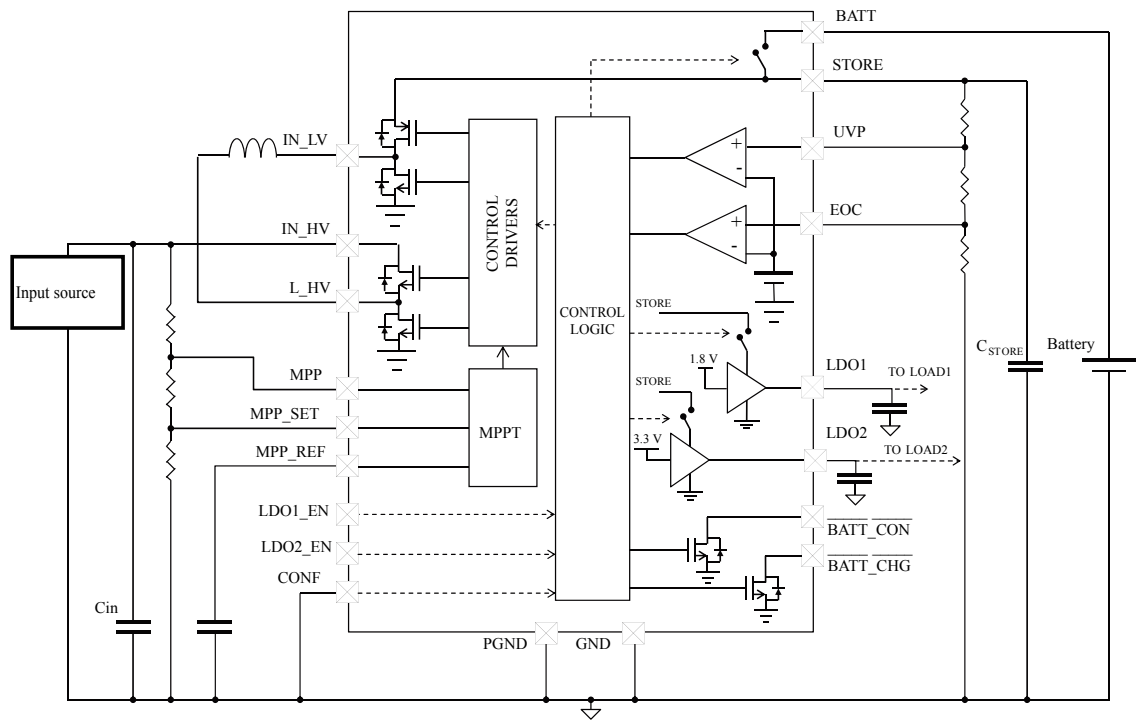 BATT
STORE
IN_LV
UVP
CONTROL
DRIVERS
+
-
EOC
IN_HV
+
-
Input source
L_HV
CONTROL
LOGIC
STORE
CSTORE
Battery
1.8 V
LDO1
TO LOAD1
MPP
STORE
MPP_SET
MPPT
LDO2
3.3 V
TO LOAD2
MPP_REF
LDO1_EN
BATT_CON
LDO2_EN
BATT_CHG
CONF
Cin
PGND
GND